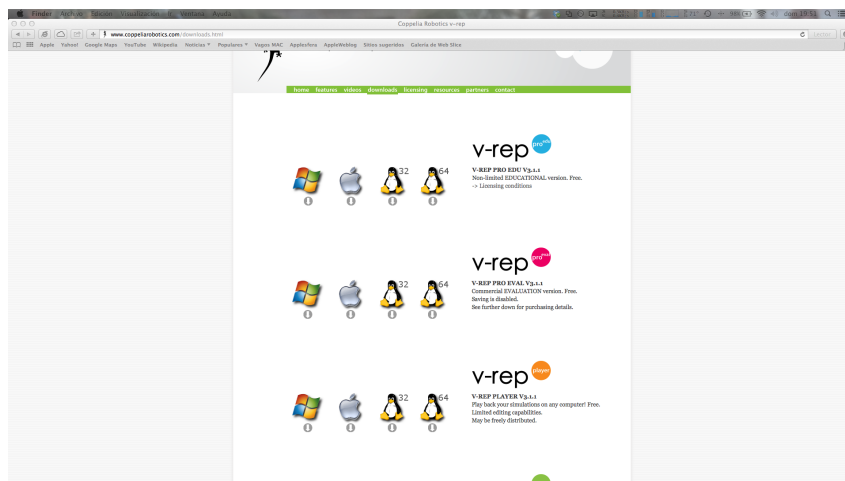 Finder Archivo Edición Visualización Ir Ventana Ayuda
98% dom 19:11
Coppelia Robotics v-rep
www.coppeliarobotics.com/downloads.html
Lector
Apple Yahoo! Google Maps YouTube Wikipedia Noticias Populares Vagos MAC Applesfera AppleWeblog Sitios sugeridos Galería de Web Slice
home features videos downloads licensing resources partners contact
v-rep pro edu
32 64
V-REP PRO EDU V3.1.1
Non-limited EDUCATIONAL version. Free.
-> Licensing conditions
v-rep pro eval
32 64
V-REP PRO EVAL V3.1.1
Commercial EVALUATION version. Free.
Saving is disabled.
See further down for purchasing details.
v-rep player
32 64
V-REP PLAYER V3.1.1
Play back your simulations on any computer! Free.
Limited editing capabilities.
May be freely distributed.